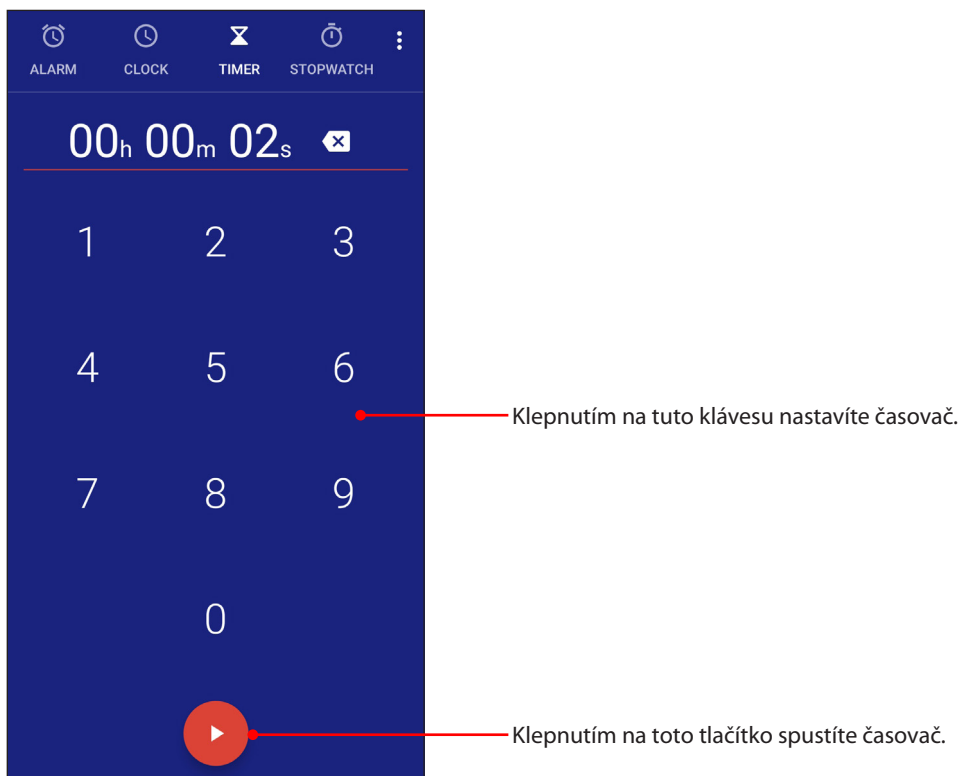 ALARM CLOCK TIMER STOPWATCH
00h 00m 02s
1 2 3
4 5 6
Klepnutím na tuto klávesu nastavíte časovač.
7 8 9
0
Klepnutím na toto tlačítko spustíte časovač.